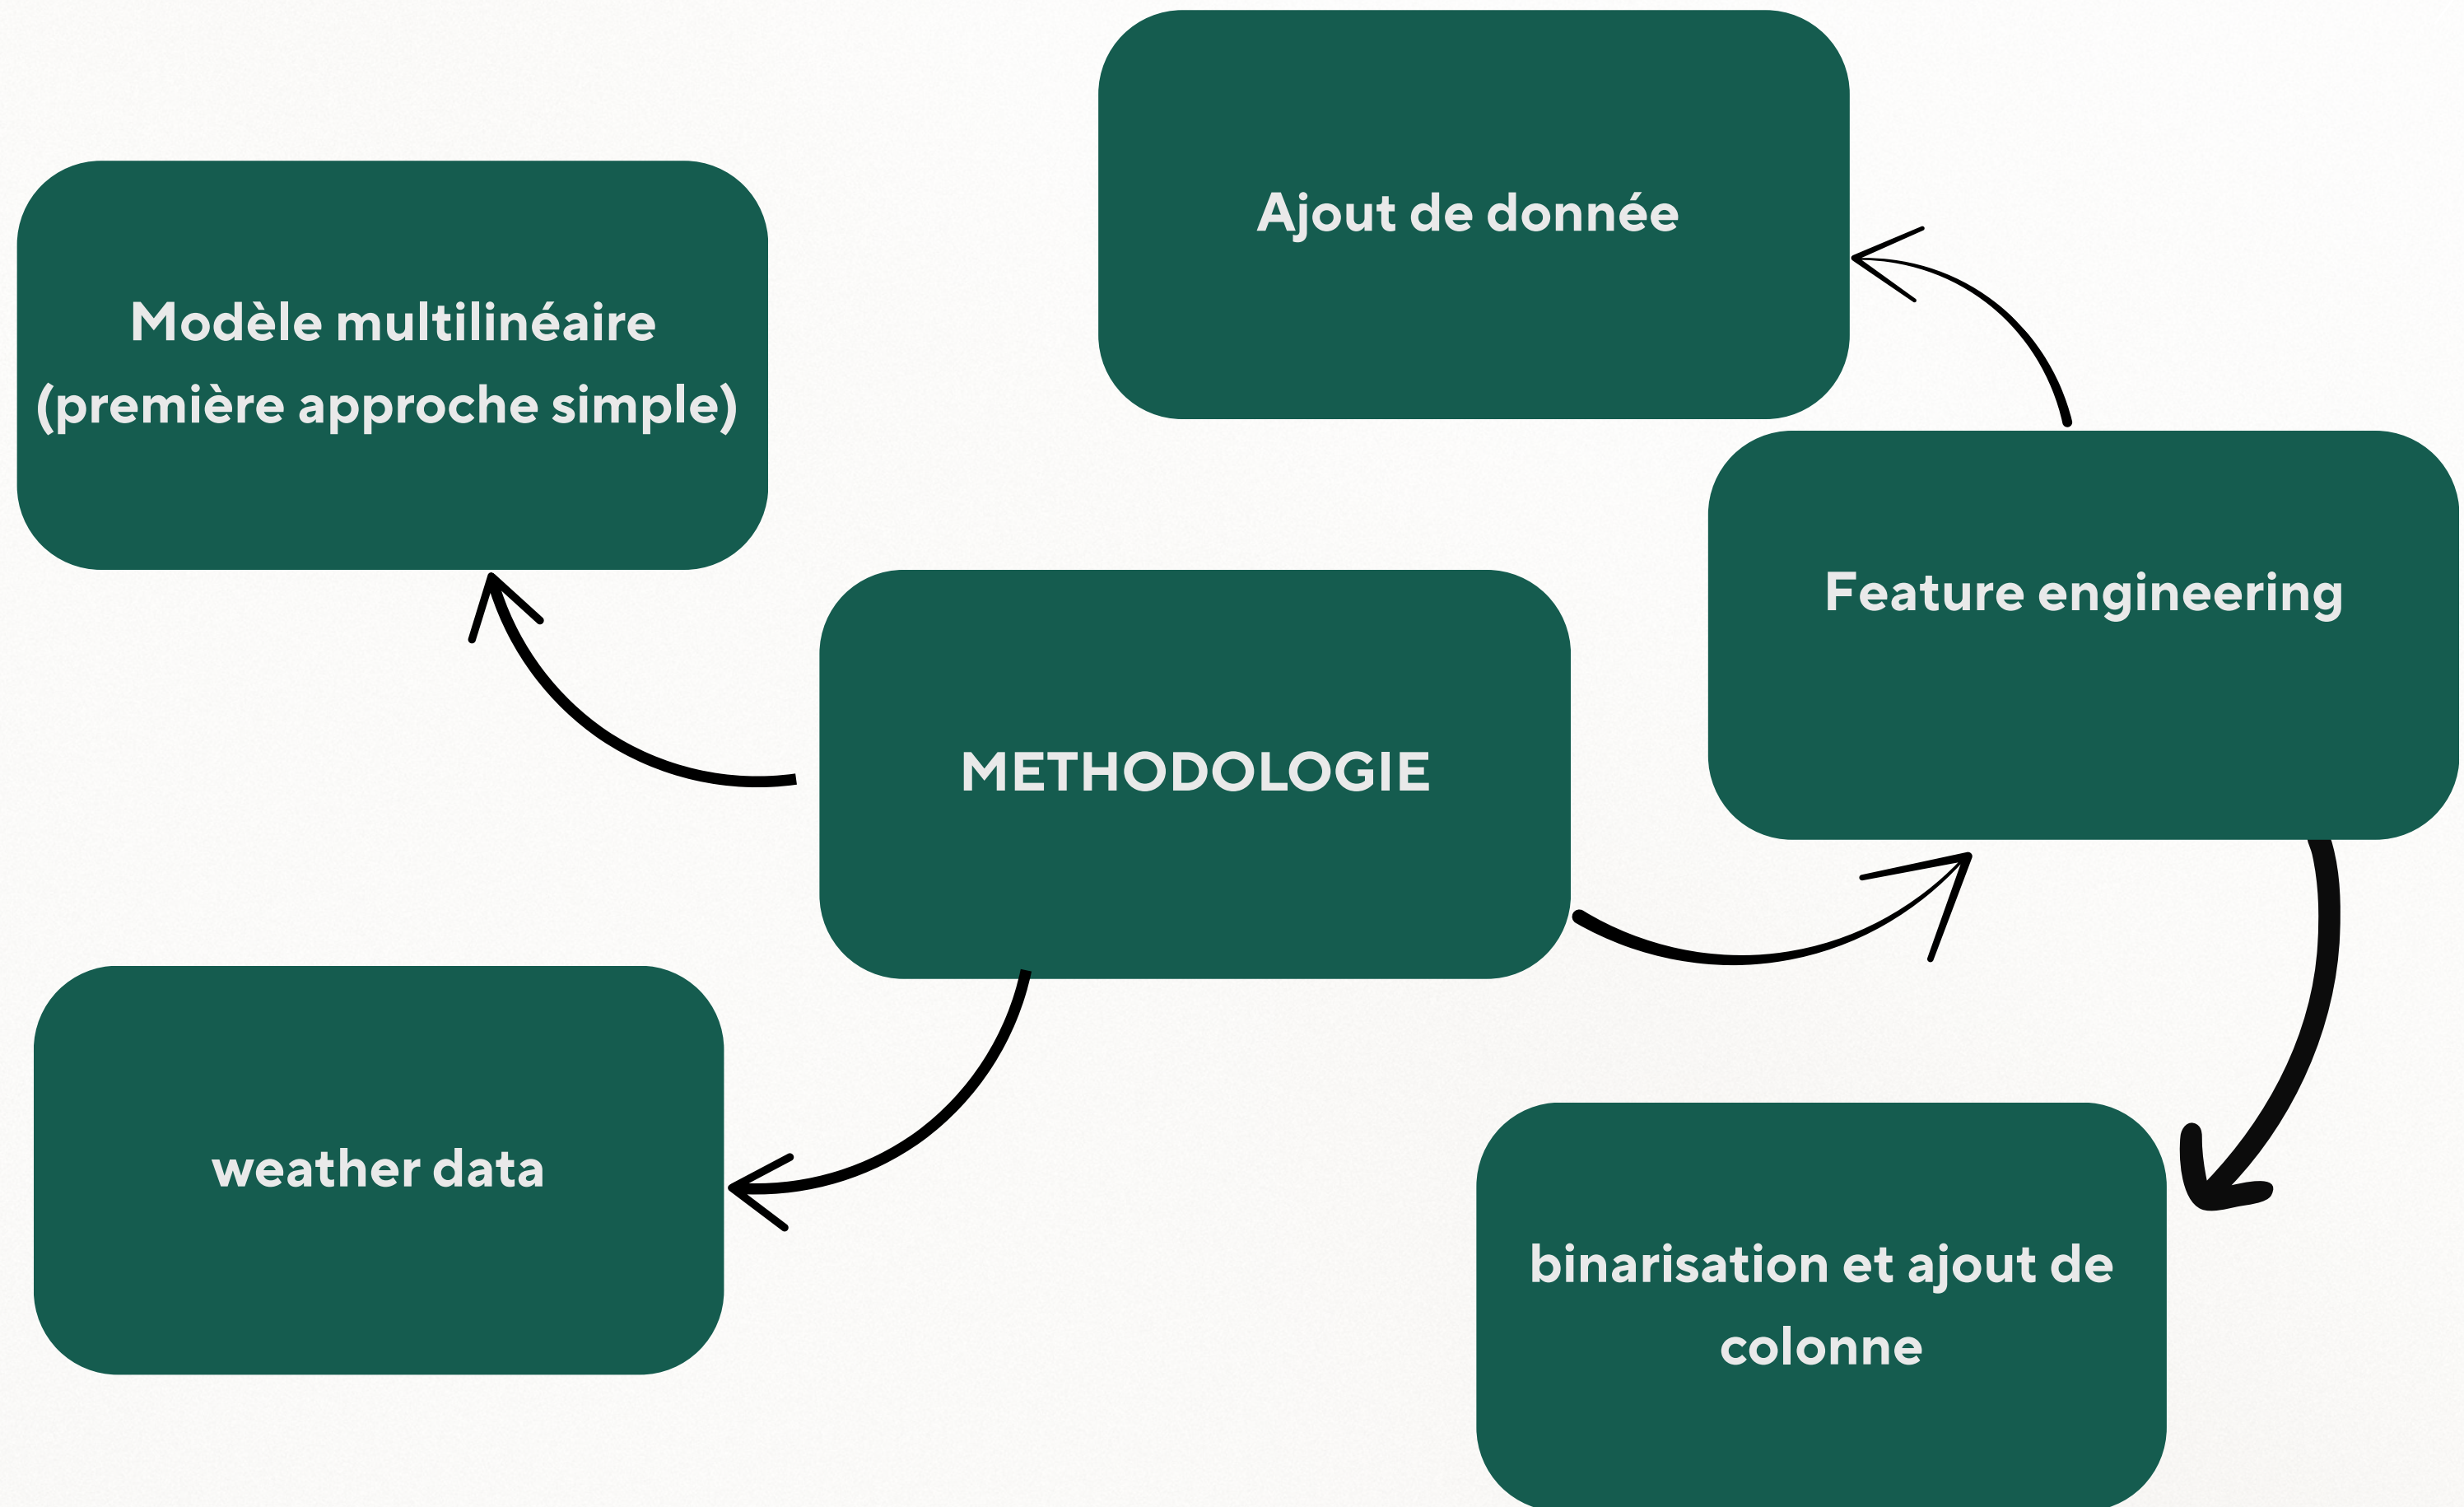 Ajout de donnée
Modèle multilinéaire
(première approche simple)
Feature engineering
METHODOLOGIE
weather data
binarisation et ajout de
colonne